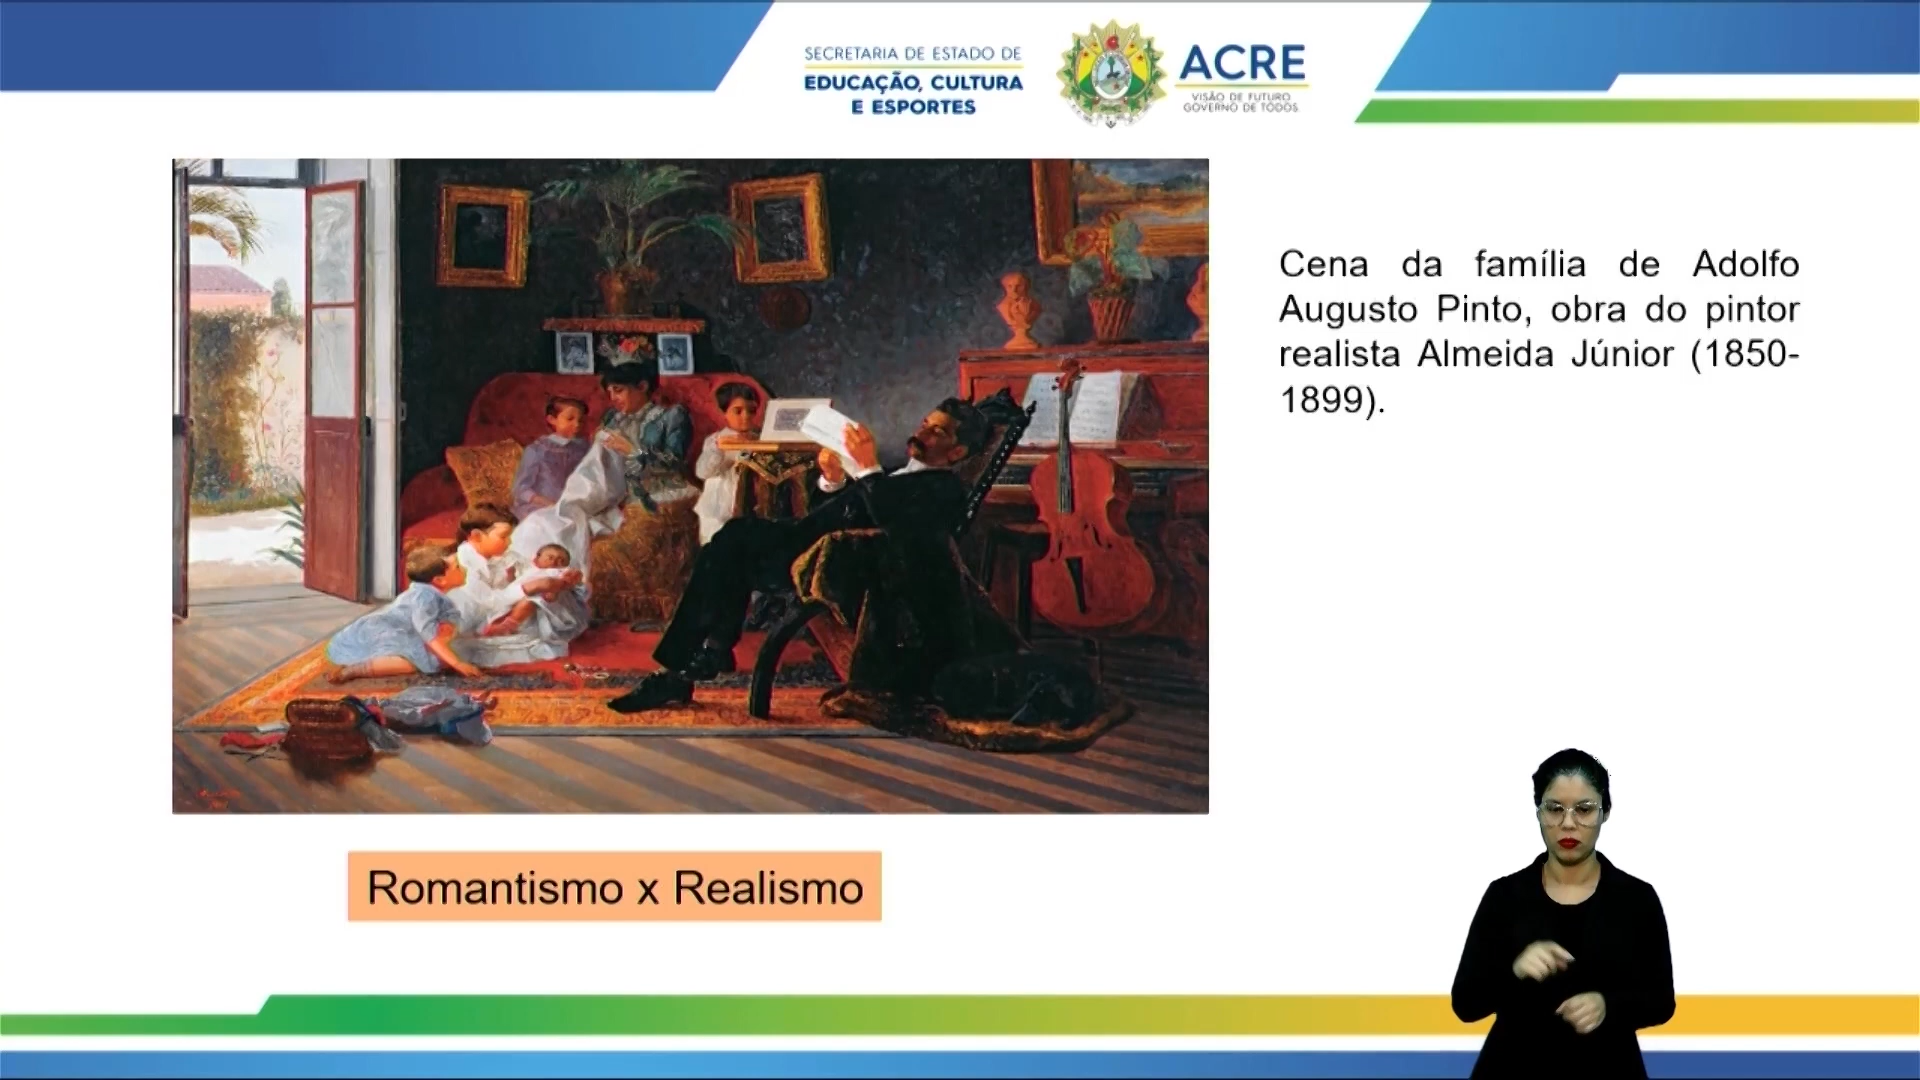 SECRETARIA DE ESTADO DE
EDUCAÇÃO, CULTURA
E ESPORTES
ACRE
VISÃO DE FUTURO
GOVERNO DE TODOS
Cena da família de Adolfo
Augusto Pinto, obra do pintor
realista Almeida Júnior (1850-
1899).
Romantismo x Realismo